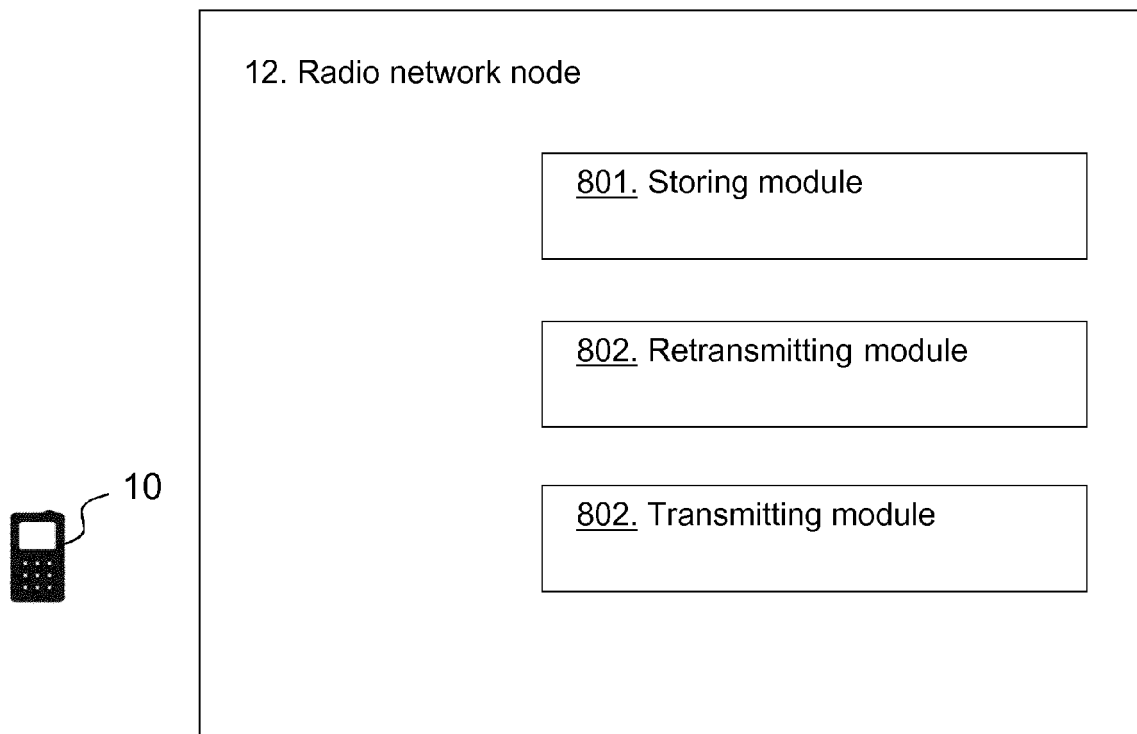 12. Radio network node
801. Storing module
802. Retransmitting module
10
802. Transmitting module